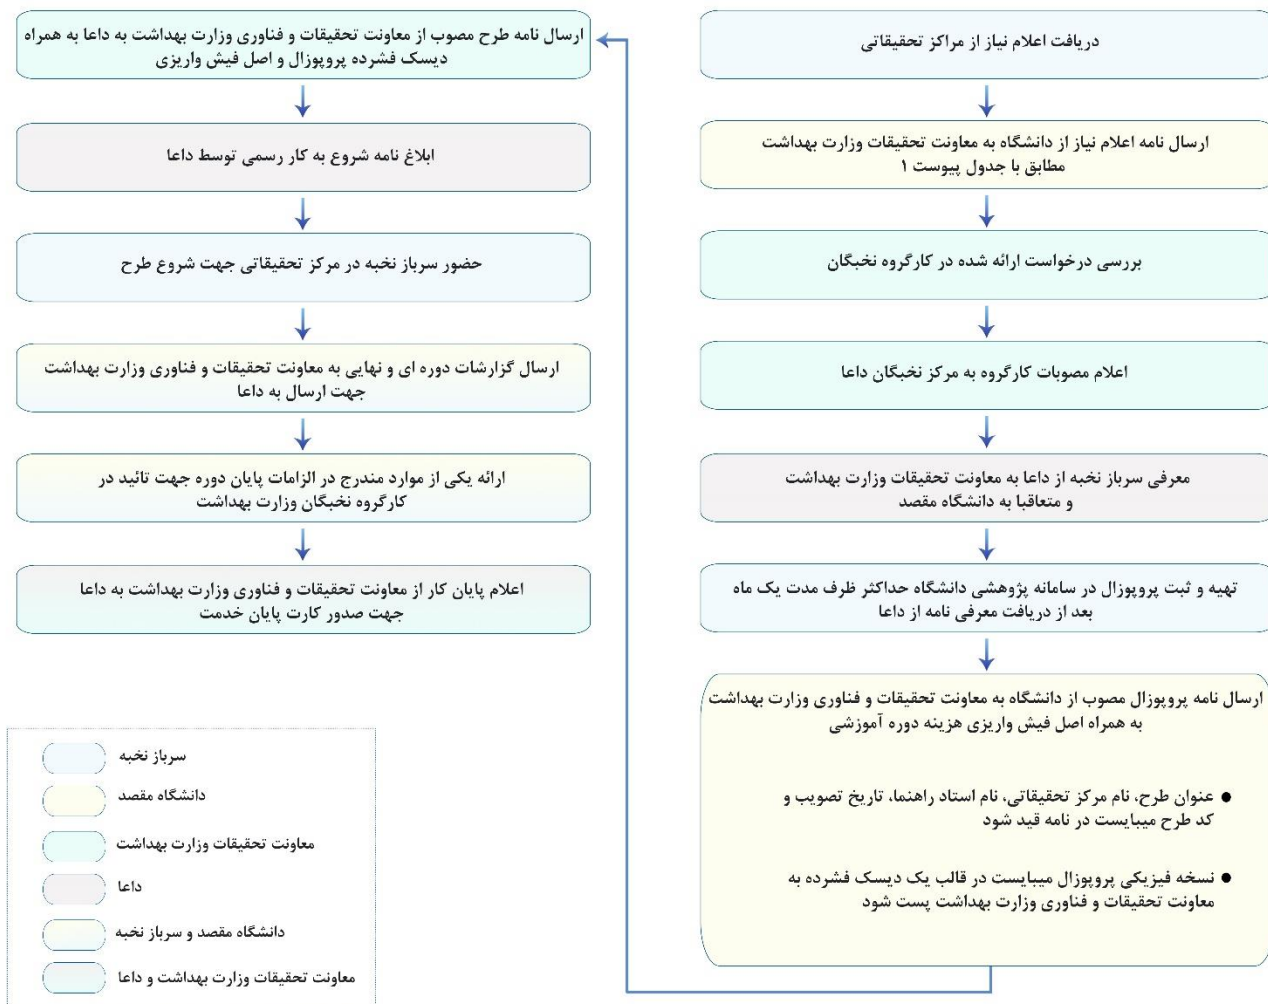 دریافت اعلام نیاز از مراکز تحقیقاتی
ارسال نامه اعلام نیاز از دانشگاه به معاونت تحقیقات وزارت بهداشت
مطابق با جدول پیوست ۱
بررسی درخواست ارائه شده در کارگروه نخبگان
اعلام مصوبات کارگروه به مرکز نخبگان داعا
معرفی سرباز نخبه از داعا به معاونت تحقیقات وزارت بهداشت
و متعاقبا به دانشگاه مقصد
تهیه و ثبت پروپوزال در سامانه پژوهشی دانشگاه حداکثر ظرف مدت یک ماه
بعد از دریافت معرفی نامه از داعا
ارسال نامه پروپوزال مصوب از دانشگاه به معاونت تحقیقات و فناوری وزارت بهداشت
به همراه اصل فیش واریزی هزینه دوره آموزشی
● عنوان طرح، نام مرکز تحقیقاتی، نام استاد راهنما، تاریخ تصویب و
کد طرح میبایست در نامه قید شود
● نسخه فیزیکی پروپوزال میبایست در قالب یک دیسک فشرده به
معاونت تحقیقات و فناوری وزارت بهداشت پست شود
ارسال نامه طرح مصوب از معاونت تحقیقات و فناوری وزارت بهداشت به داعا به همراه
دیسک فشرده پروپوزال و اصل فیش واریزی
ابلاغ نامه شروع به کار رسمی توسط داعا
حضور سرباز نخبه در مرکز تحقیقاتی جهت شروع طرح
ارسال گزارشات دوره ای و نهایی به معاونت تحقیقات و فناوری وزارت بهداشت
جهت ارسال به داعا
ارائه یکی از موارد مندرج در الزامات پایان دوره جهت تائید در
کارگروه نخبگان وزارت بهداشت
اعلام پایان کار از معاونت تحقیقات و فناوری وزارت بهداشت به داعا
جهت صدور کارت پایان خدمت
سرباز نخبه
دانشگاه مقصد
معاونت تحقیقات وزارت بهداشت
داعا
دانشگاه مقصد و سرباز نخبه
معاونت تحقیقات وزارت بهداشت و داعا